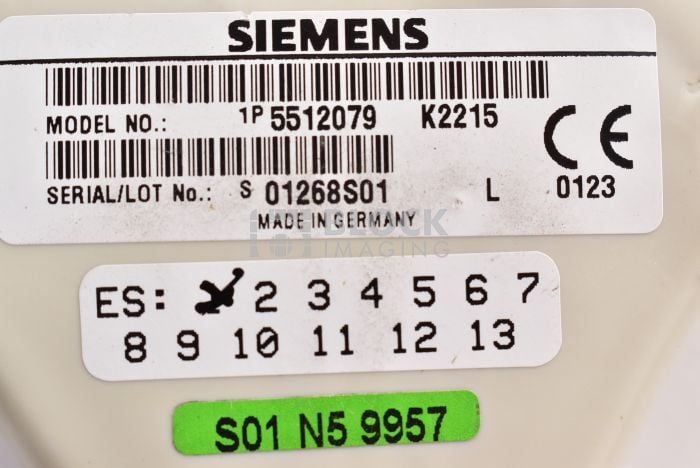 SIEMENS
MODEL NO.: 1P 5512079 K2215
SERIAL/LOT No.: S 01268S01 L 0123
MADE IN GERMANY
BLOCK
IMAGING
ES: 2 3 4 5 6 7
8 9 10 11 12 13
S01 N5 9957